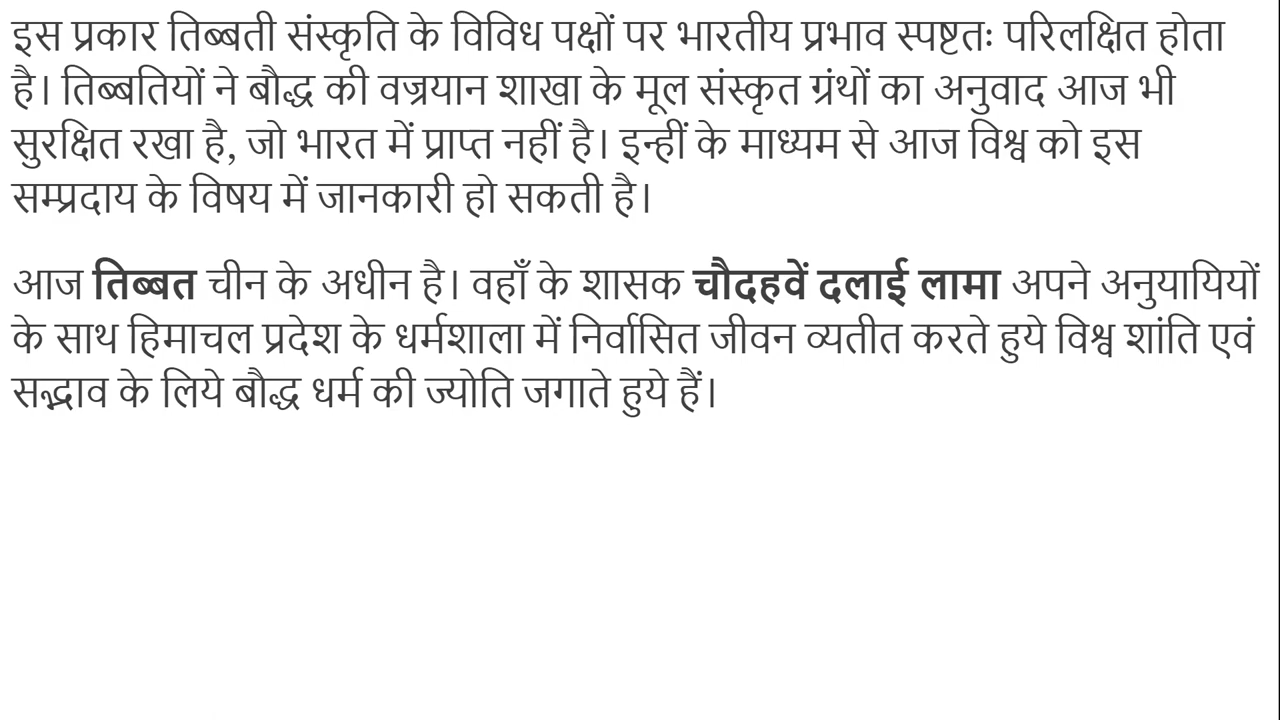 इस प्रकार तिब्बती संस्कृति के विविध पक्षों पर भारतीय प्रभाव स्पष्टतः परिलक्षित होता
है। तिब्बतियों ने बौद्ध की वज्रयान शाखा के मूल संस्कृत ग्रंथों का अनुवाद आज भी
सुरक्षित रखा है, जो भारत में प्राप्त नहीं है। इन्हीं के माध्यम से आज विश्व को इस
सम्प्रदाय के विषय में जानकारी हो सकती है।
आज तिब्बत चीन के अधीन है। वहाँ के शासक चौदहवें दलाई लामा अपने अनुयायियों
के साथ हिमाचल प्रदेश के धर्मशाला में निर्वासित जीवन व्यतीत करते हुये विश्व शांति एवं
सद्भाव के लिये बौद्ध धर्म की ज्योति जगाते हुये हैं।